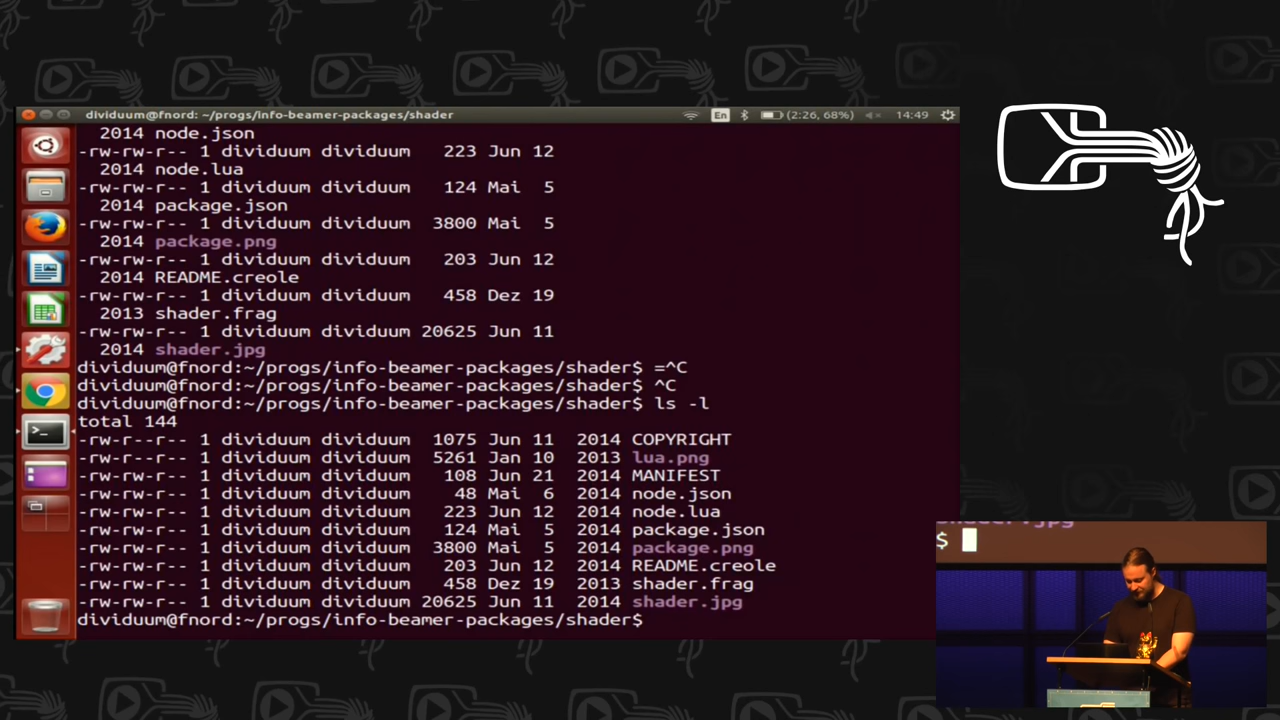 dividuum@fnord: ~/progs/info-beamer-packages/shader
En
(2:26, 68%)
14:49
2014 node.json
-rw-rw-r-- 1 dividuum dividuum 223 Jun 12
2014 node.lua
-rw-rw-r-- 1 dividuum dividuum 124 Mai 5
2014 package.json
-rw-rw-r-- 1 dividuum dividuum 3800 Mai 5
2014 package.png
-rw-rw-r-- 1 dividuum dividuum 203 Jun 12
2014 README.creole
-rw-rw-r-- 1 dividuum dividuum 458 Dez 19
2013 shader.frag
-rw-rw-r-- 1 dividuum dividuum 20625 Jun 11
2014 shader.jpg
dividuum@fnord:~/progs/info-beamer-packages/shader$ =^C
dividuum@fnord:~/progs/info-beamer-packages/shader$ ^C
dividuum@fnord:~/progs/info-beamer-packages/shader$ ls -l
total 144
-rw-r--r-- 1 dividuum dividuum 1075 Jun 11 2014 COPYRIGHT
-rw-rw-r-- 1 dividuum dividuum 5261 Jan 10 2013 lua.png
-rw-rw-r-- 1 dividuum dividuum 108 Jun 21 2014 MANIFEST
-rw-rw-r-- 1 dividuum dividuum 48 Mai 6 2014 node.json
-rw-rw-r-- 1 dividuum dividuum 223 Jun 12 2014 node.lua
-rw-rw-r-- 1 dividuum dividuum 124 Mai 5 2014 package.json
-rw-rw-r-- 1 dividuum dividuum 3800 Mai 5 2014 package.png
-rw-rw-r-- 1 dividuum dividuum 203 Jun 12 2014 README.creole
-rw-rw-r-- 1 dividuum dividuum 458 Dez 19 2013 shader.frag
-rw-rw-r-- 1 dividuum dividuum 20625 Jun 11 2014 shader.jpg
dividuum@fnord:~/progs/info-beamer-packages/shader$
shader.jpg
$